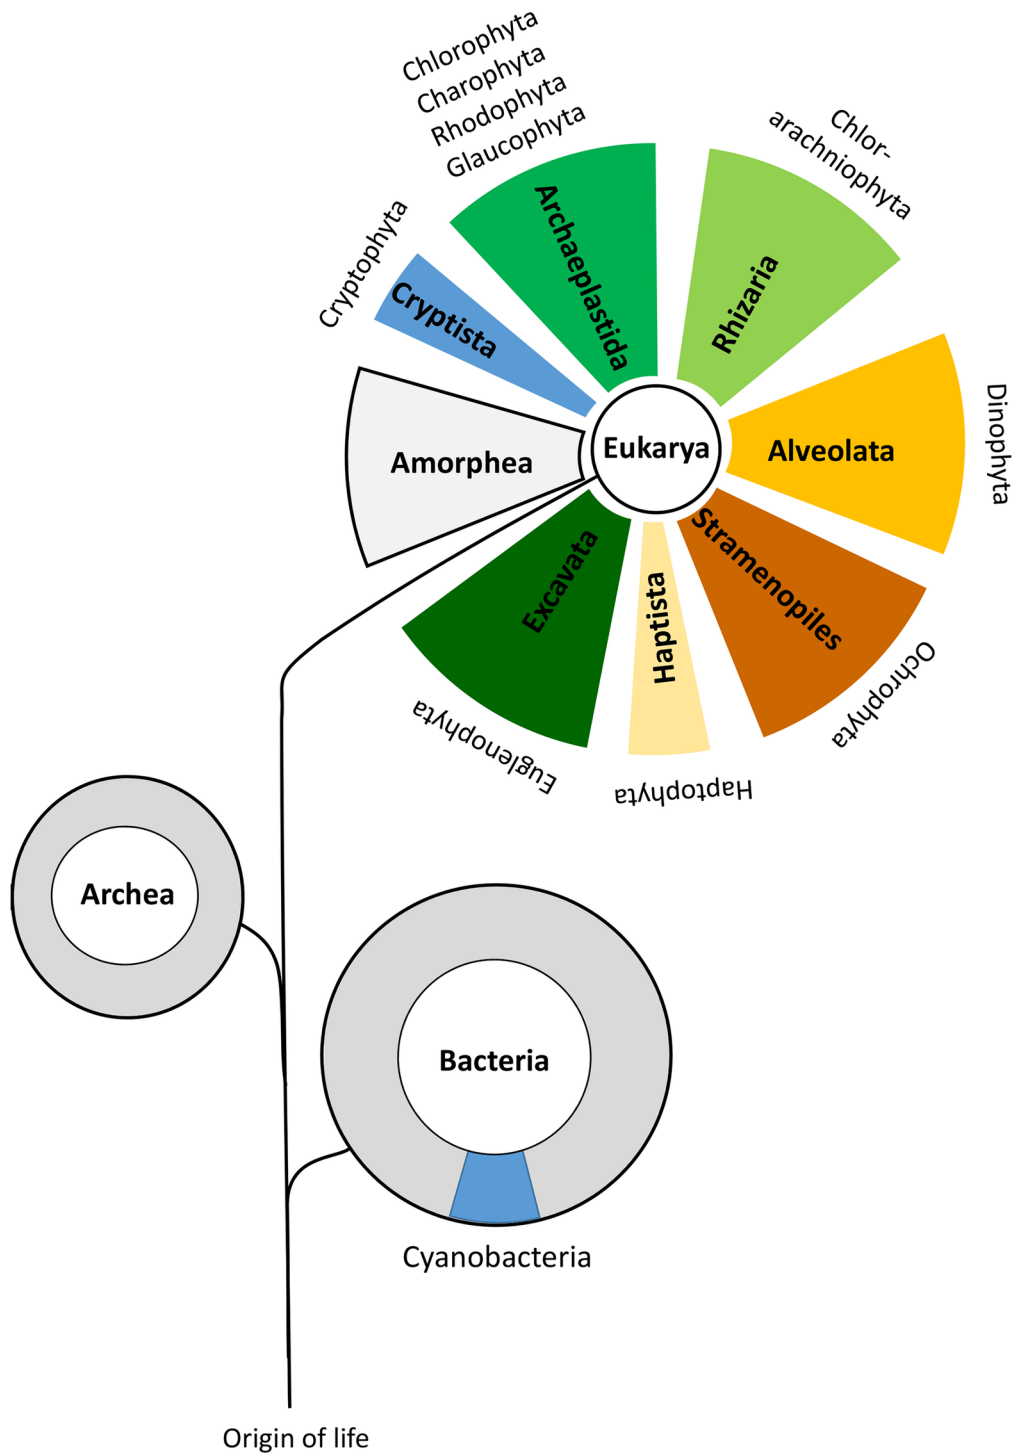 Chlorophyta
Charophyta
Rhodophyta
Glaucophyta
Chlor-
arachniophyta
Cryptophyta
Archaeplastida
Rhizaria
Cryptista
Dinophyta
Amorphea
Eukarya
Alveolata
Stramenopiles
Excavata
Haptista
Ochrophyta
Euglenophyta
Haptophyta
Archea
Bacteria
Cyanobacteria
Origin of life